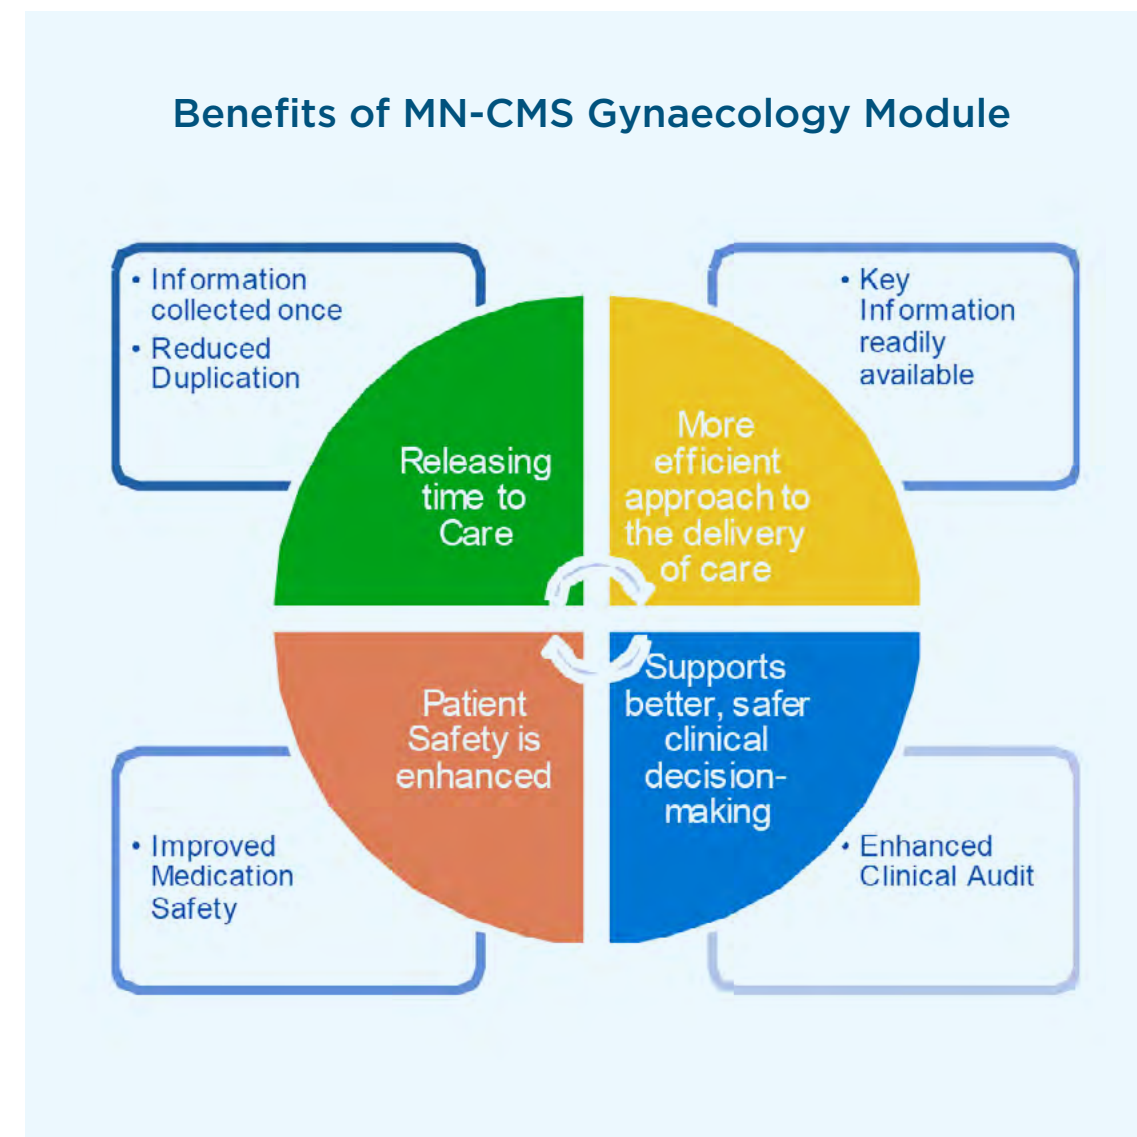 Benefits of MN-CMS Gynaecology Module
• Information
collected once
• Reduced
Duplication
• Key
Information
readily
available
Releasing
time to
Care
More
efficient
approach to
the delivery
of care
Patient
Safety is
enhanced
Supports
better, safer
clinical
decision-
making
• Improved
Medication
Safety
• Enhanced
Clinical Audit